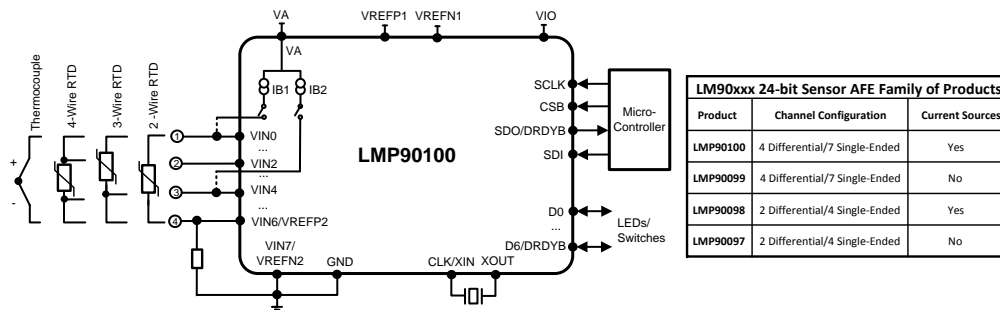 VA
VREFP1 VREFN1
VIO
VA
IB1
IB2
Thermocouple
4-Wire RTD
3-Wire RTD
2 -Wire RTD
+
-
1
2
3
4
VIN0
...
VIN2
...
VIN4
...
VIN6/VREFP2
VIN7/
VREFN2
GND
CLK/XIN XOUT
LMP90100
SCLK
CSB
SDO/DRDYB
SDI
D0
...
D6/DRDYB
Micro-
Controller
LEDs/
Switches
LM90xxx 24-bit Sensor AFE Family of Products
Product Channel Configuration Current Sources
LMP90100 4 Differential/7 Single-Ended Yes
LMP90099 4 Differential/7 Single-Ended No
LMP90098 2 Differential/4 Single-Ended Yes
LMP90097 2 Differential/4 Single-Ended No